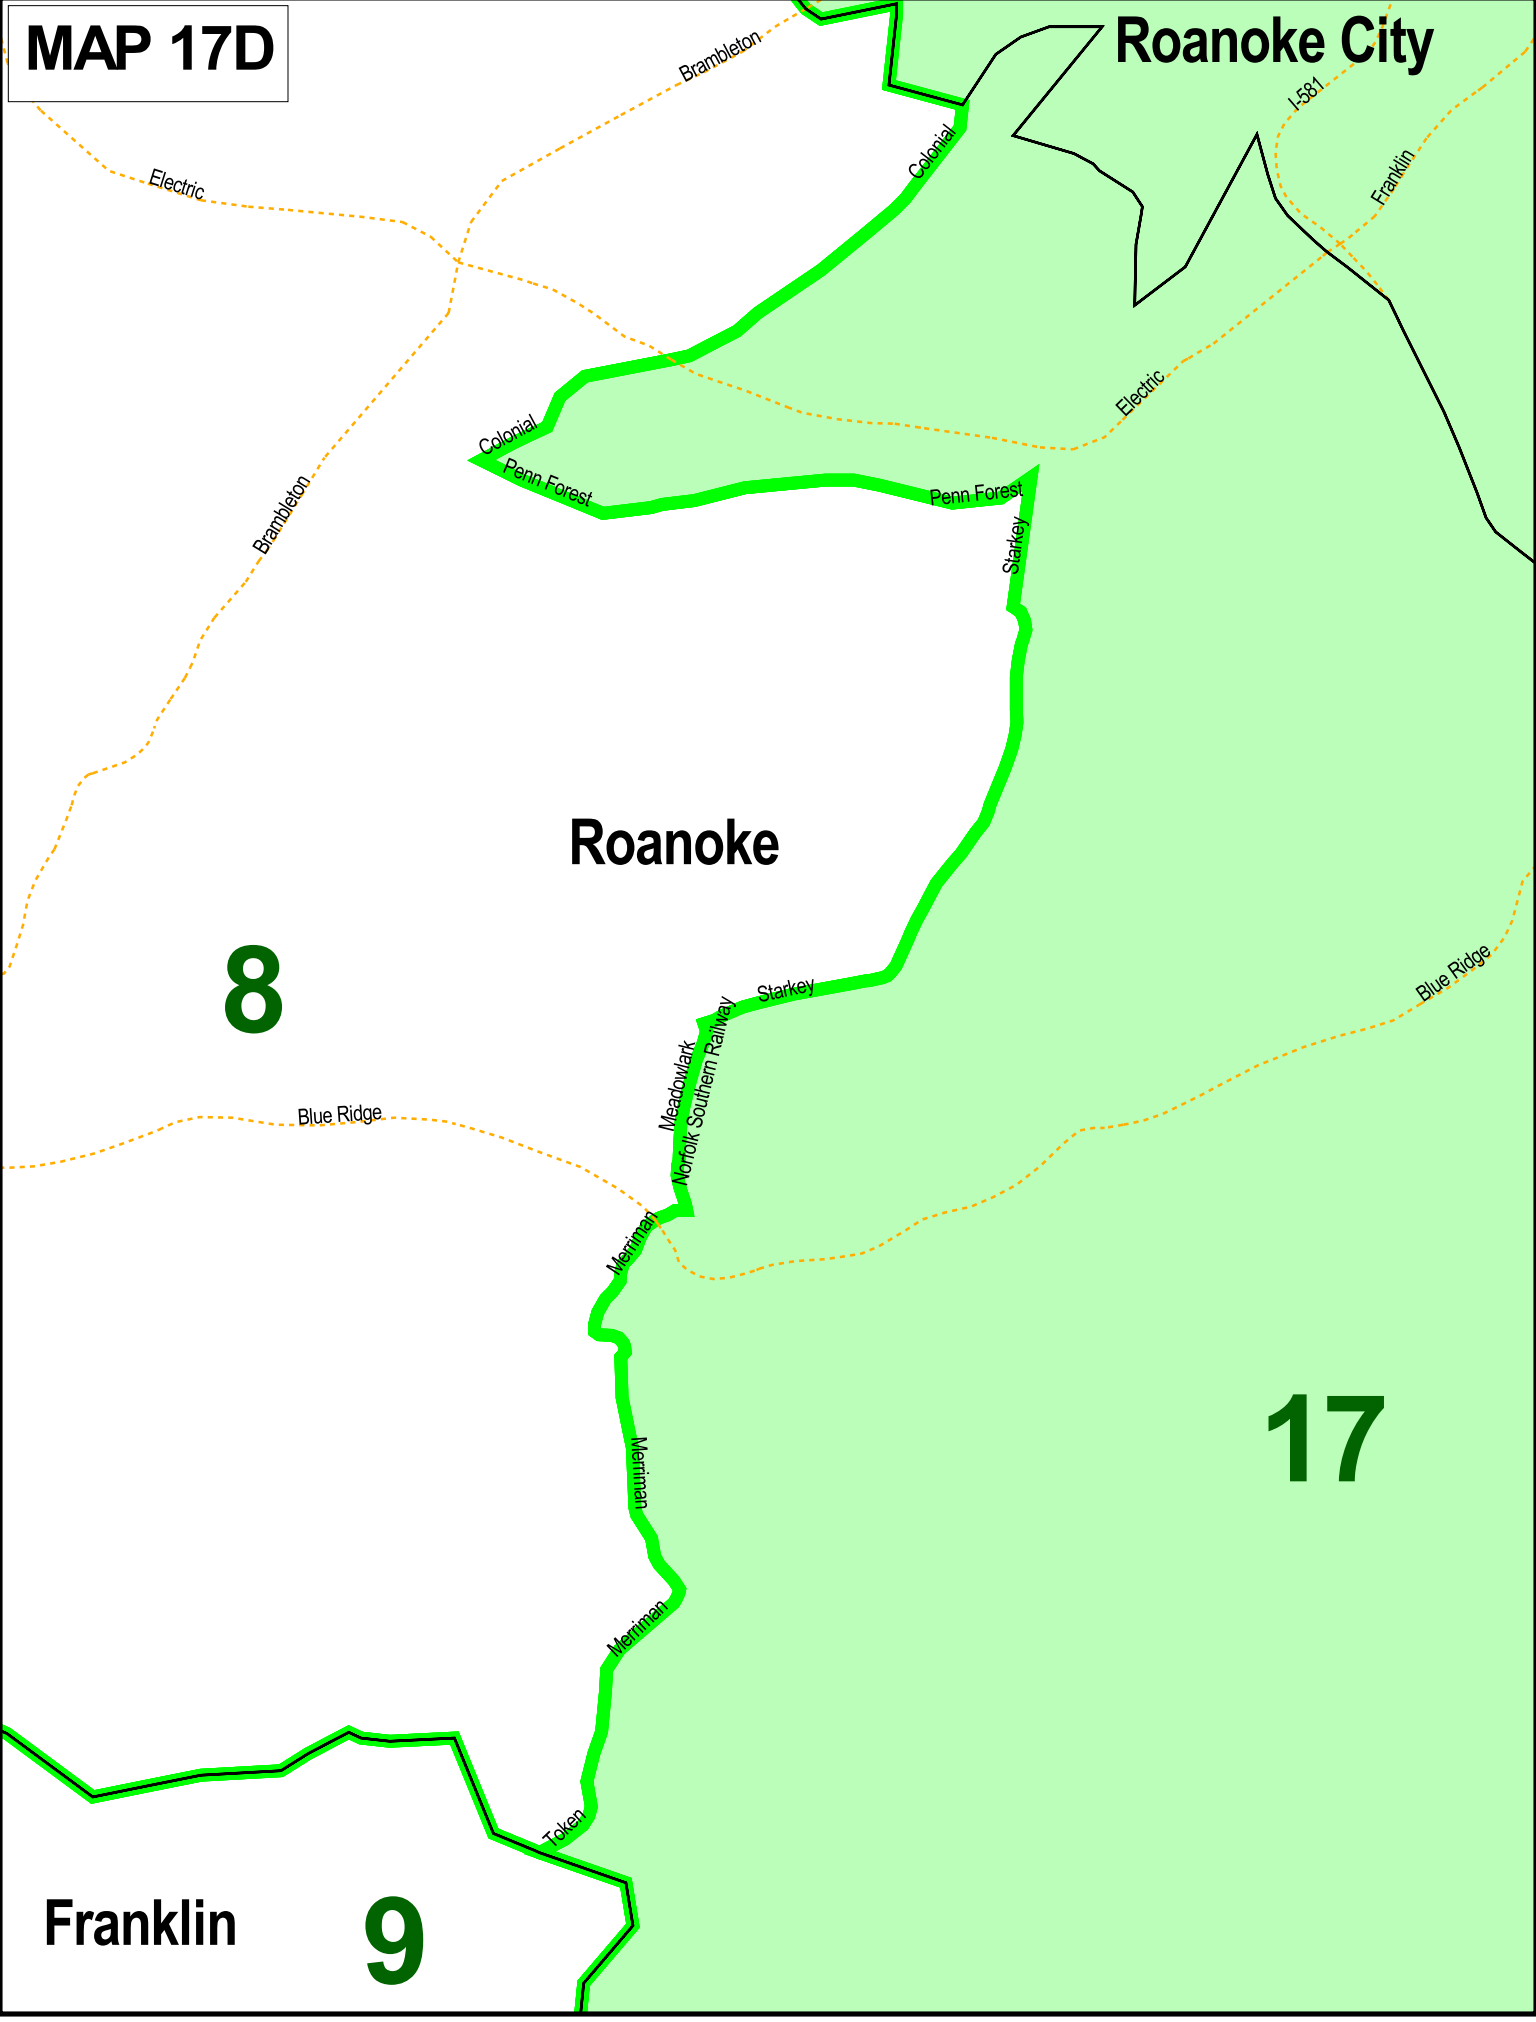 MAP 17D
Roanoke City
Brambleton
I-581
Colonial
Franklin
Electric
Electric
Colonial
Penn Forest
Penn Forest
Brambleton
Starkey
Roanoke
8
Starkey
Blue Ridge
Meadowlark
Norfolk Southern Railway
Blue Ridge
Merriman
17
Merriman
Merriman
Token
Franklin
9